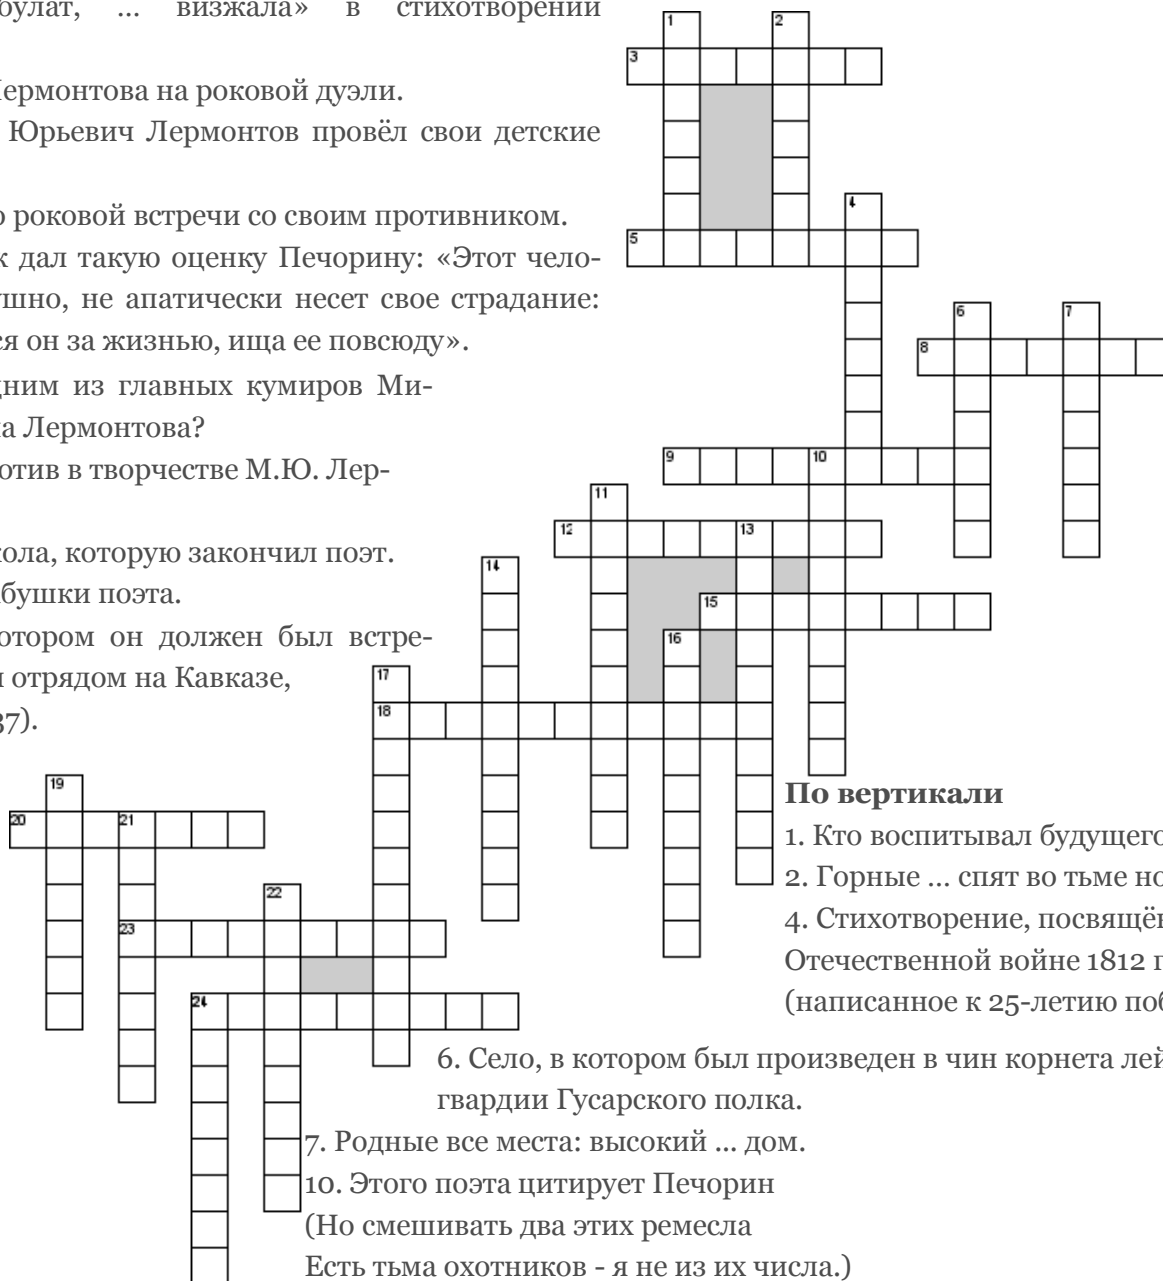 булат, ... визжала» в стихотворении
Лермонтова на роковой дуэли.
Юрьевич Лермонтов провёл свои детские
о роковой встречи со своим противником.
к дал такую оценку Печорину: «Этот чело-
ушно, не апатически несет свое страдание:
ся он за жизнью, ища ее повсюду».
дним из главных кумиров Ми-
а Лермонтова?
отив в творчестве М.Ю. Лер-
кола, которую закончил поэт.
бушки поэта.
отором он должен был встре-
и отрядом на Кавказе,
37).
1
2
3
4
5
6
7
8
9
10
11
12
13
14
15
16
17
18
19
20
21
22
23
24
По вертикали
1. Кто воспитывал будущего
2. Горные ... спят во тьме но
4. Стихотворение, посвящён
Отечественной войне 1812 г
(написанное к 25-летию поб
6. Село, в котором был произведен в чин корнета лей
гвардии Гусарского полка.
7. Родные все места: высокий ... дом.
10. Этого поэта цитирует Печорин
(Но смешивать два этих ремесла
Есть тьма охотников - я не из их числа.)